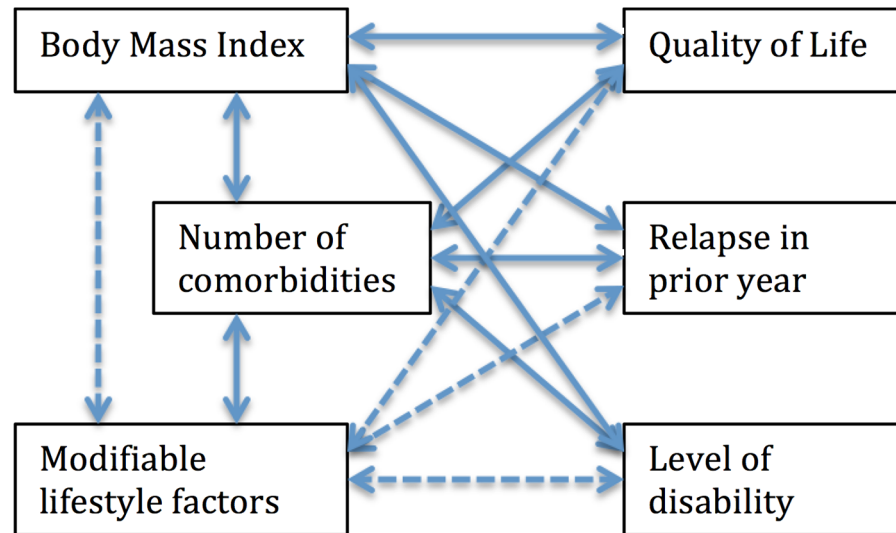 Body Mass Index
Quality of Life
Number of
comorbidities
Relapse in
prior year
Modifiable
lifestyle factors
Level of
disability